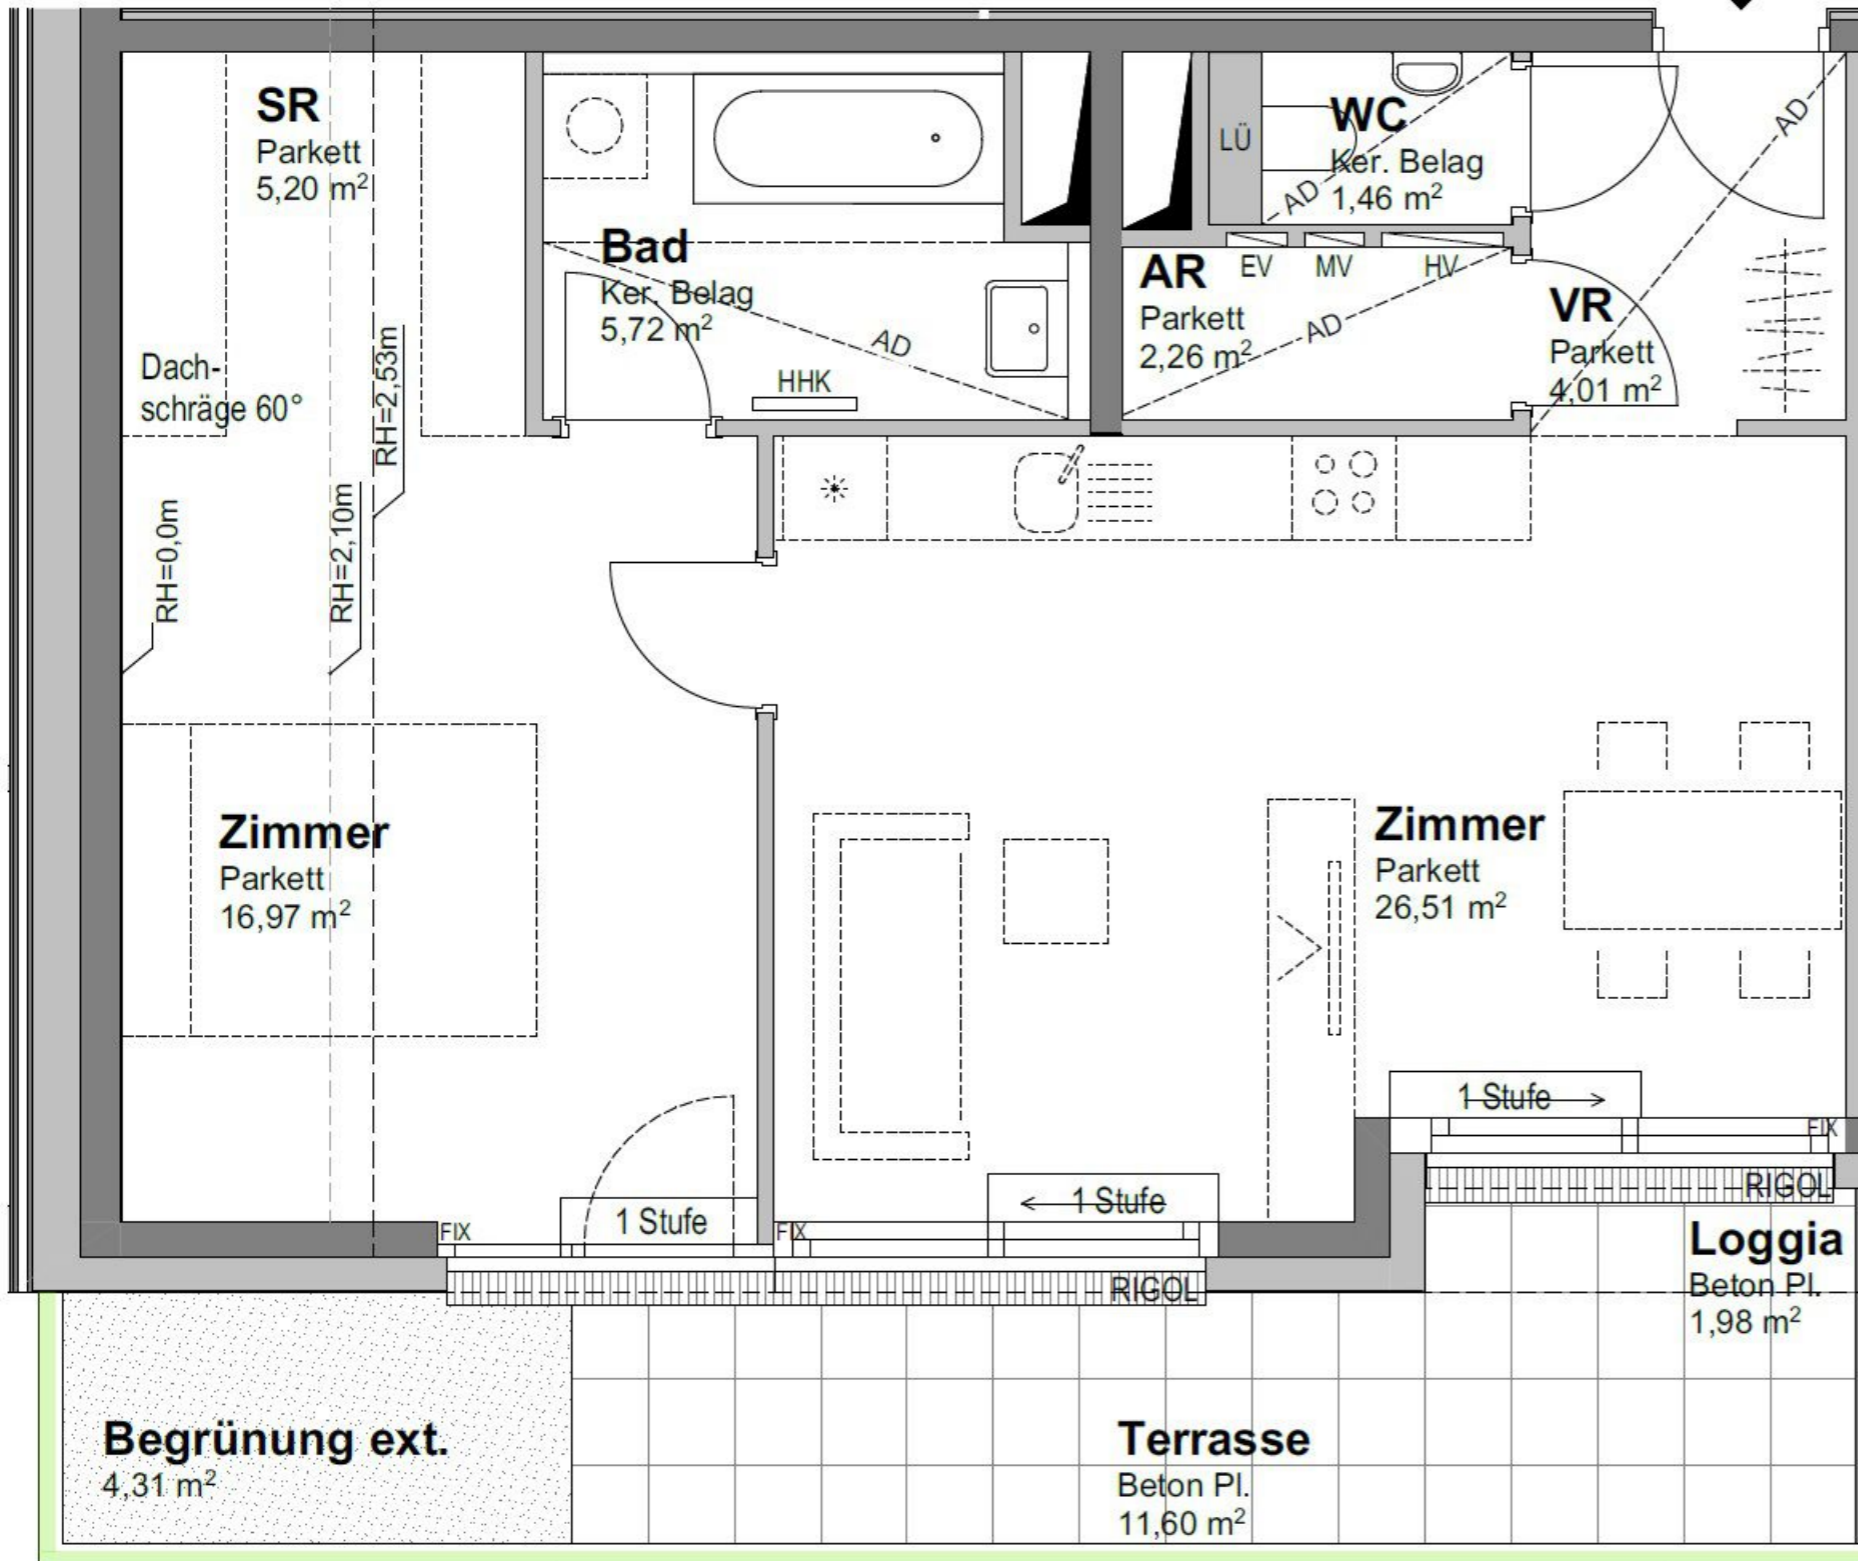 SR
Parkett
5,20 m²
Dach-
schräge 60°
RH=0,0m
RH=2,10m
RH=2,53m
Bad
Ker. Belag
5,72 m²
AD
HHK
LÜ
WC
Ker. Belag
1,46 m²
AD
AR
Parkett
2,26 m²
EV
MV
HV
AD
VR
Parkett
4,01 m²
AD
Zimmer
Parkett
16,97 m²
Zimmer
Parkett
26,51 m²
1 Stufe
FIX
RIGOL
FIX
1 Stufe
FIX
1 Stufe
RIGOL
Loggia
Beton Pl.
1,98 m²
Begrünung ext.
4,31 m²
Terrasse
Beton Pl.
11,60 m²